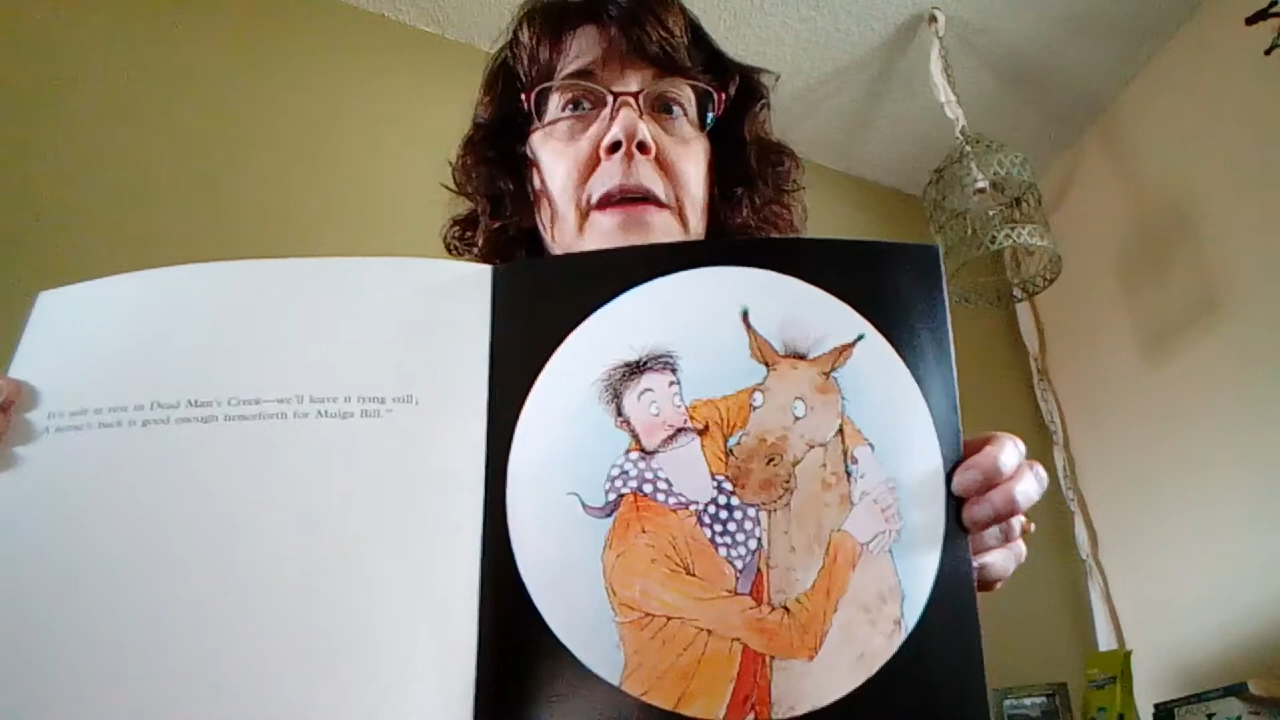 It's safe at rest in Dead Man's Creek—we'll leave it lying still;
A horse's back is good enough henceforth for Mulga Bill."